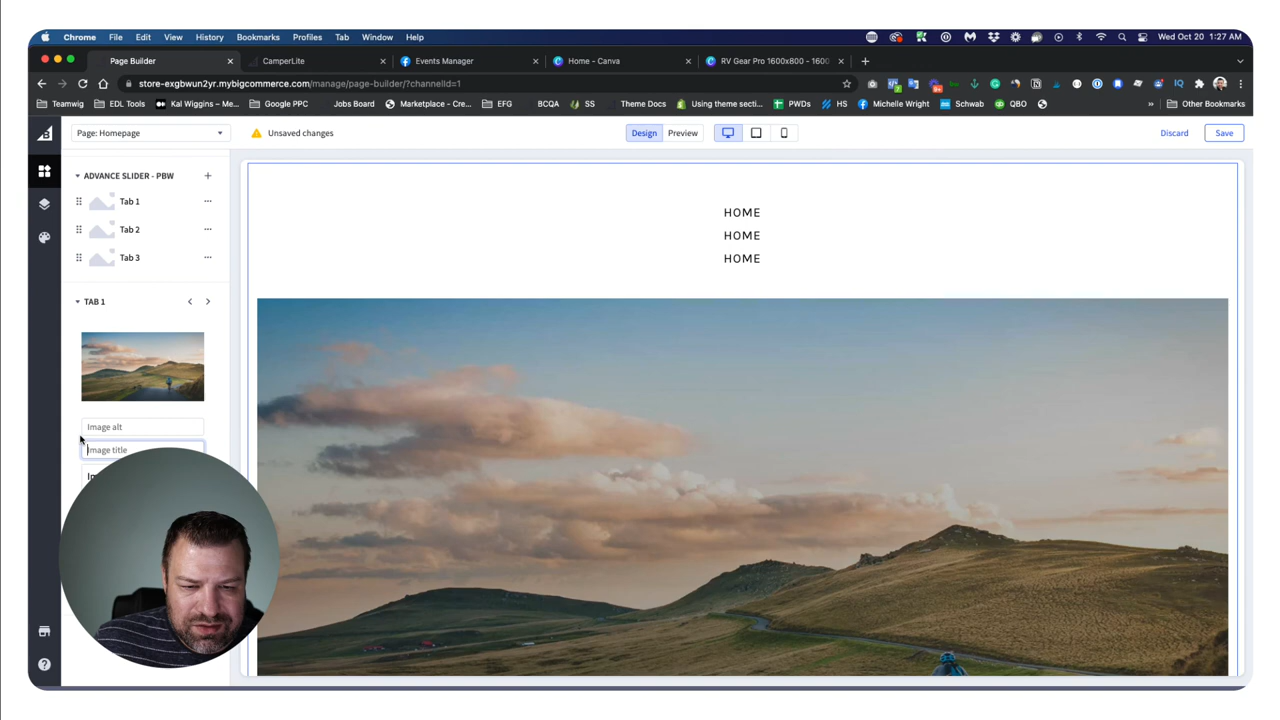 Chrome File Edit View History Bookmarks Profiles Tab Window Help Wed Oct 20 1:27 AM
Page Builder CamperLite Events Manager Home - Canva RV Gear Pro 1600x800 - 1600
store-exgbwun2yr.mybigcommerce.com/manage/page-builder/?channelId=1
Teamwig EDL Tools Kal Wiggins – Me... Google PPC Jobs Board Marketplace - Cre... EFG BCQA SS Theme Docs Using theme secti... PWDs HS Michelle Wright Schwab QBO » Other Bookmarks
Page: Homepage Unsaved changes Design Preview Discard Save
ADVANCE SLIDER - PBW
Tab 1
Tab 2
Tab 3
TAB 1
Image alt
Image title
HOME
HOME
HOME